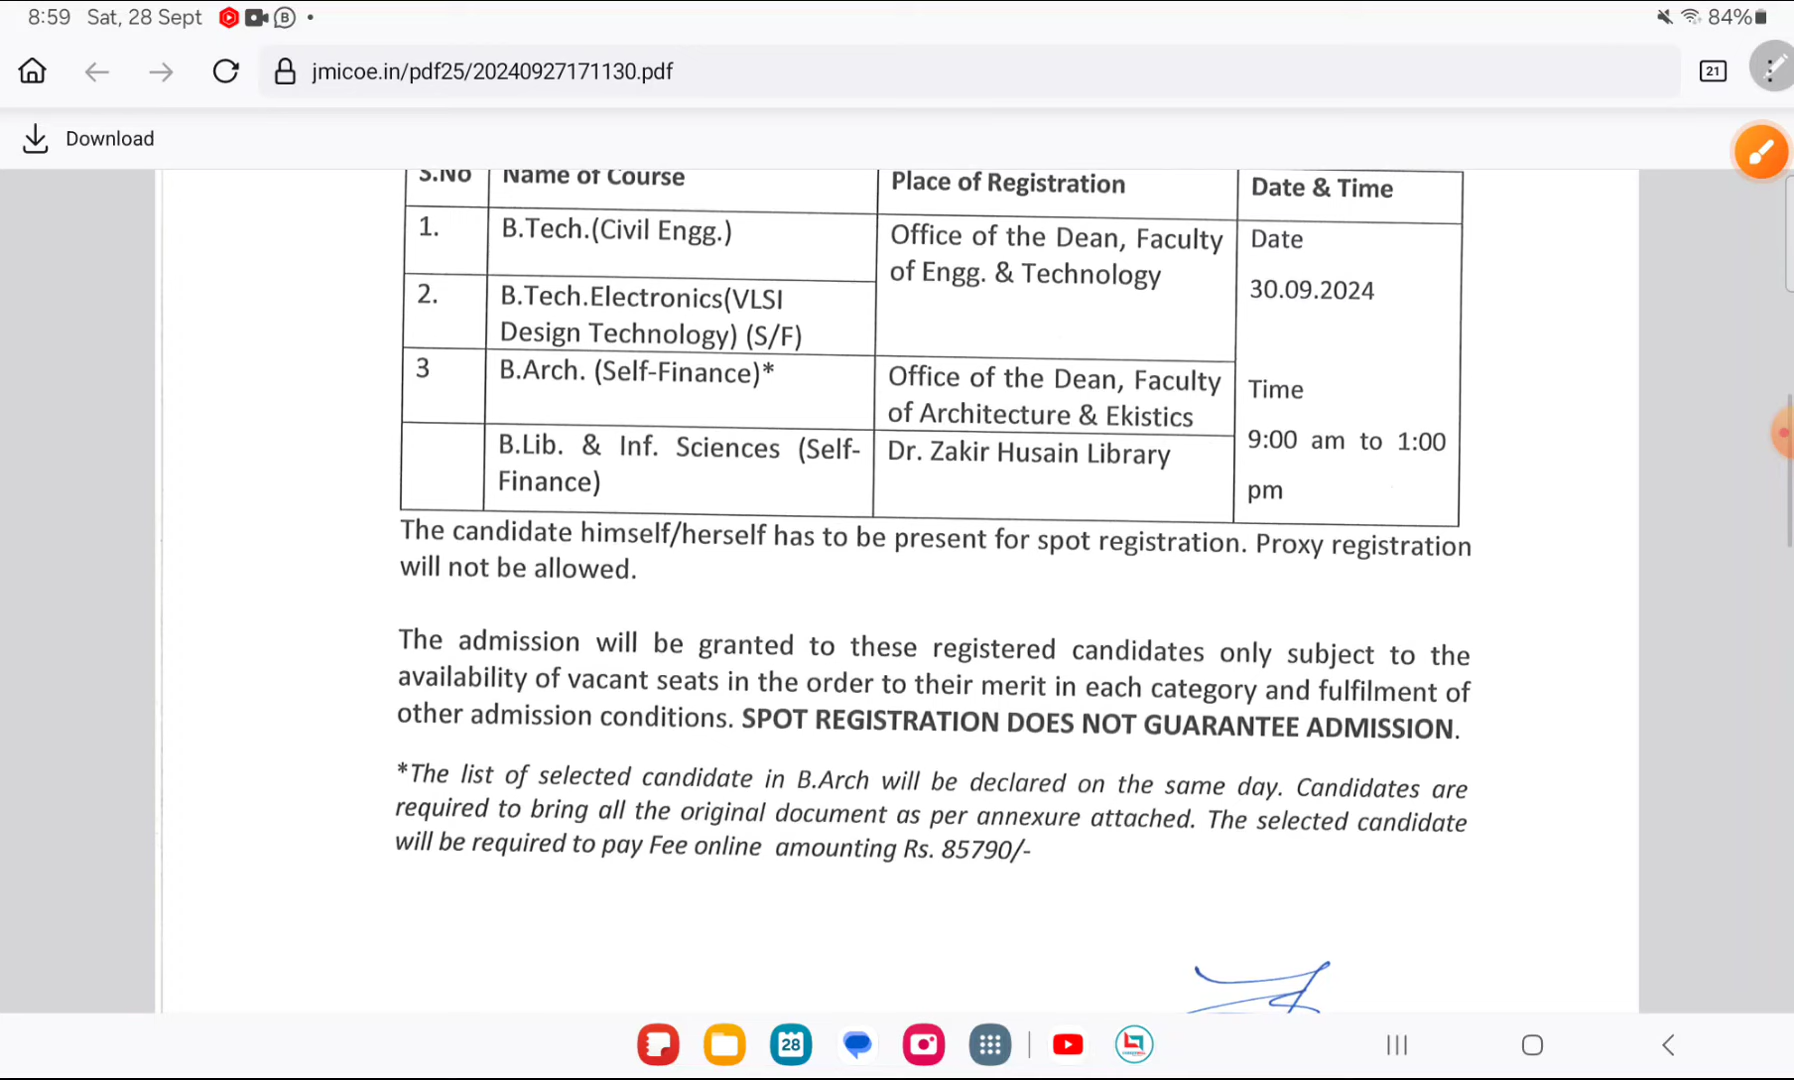 8:59 Sat, 28 Sept
84%
jmicoe.in/pdf25/20240927171130.pdf
21
Download
S.No Name of Course Place of Registration Date & Time
1. B.Tech.(Civil Engg.) Office of the Dean, Faculty of Engg. & Technology Date 30.09.2024
2. B.Tech.Electronics(VLSI Design Technology) (S/F)
3 B.Arch. (Self-Finance)* Office of the Dean, Faculty of Architecture & Ekistics Time 9:00 am to 1:00 pm
B.Lib. & Inf. Sciences (Self-Finance) Dr. Zakir Husain Library
The candidate himself/herself has to be present for spot registration. Proxy registration
will not be allowed.
The admission will be granted to these registered candidates only subject to the
availability of vacant seats in the order to their merit in each category and fulfilment of
other admission conditions. SPOT REGISTRATION DOES NOT GUARANTEE ADMISSION.
*The list of selected candidate in B.Arch will be declared on the same day. Candidates are
required to bring all the original document as per annexure attached. The selected candidate
will be required to pay Fee online amounting Rs. 85790/-
28